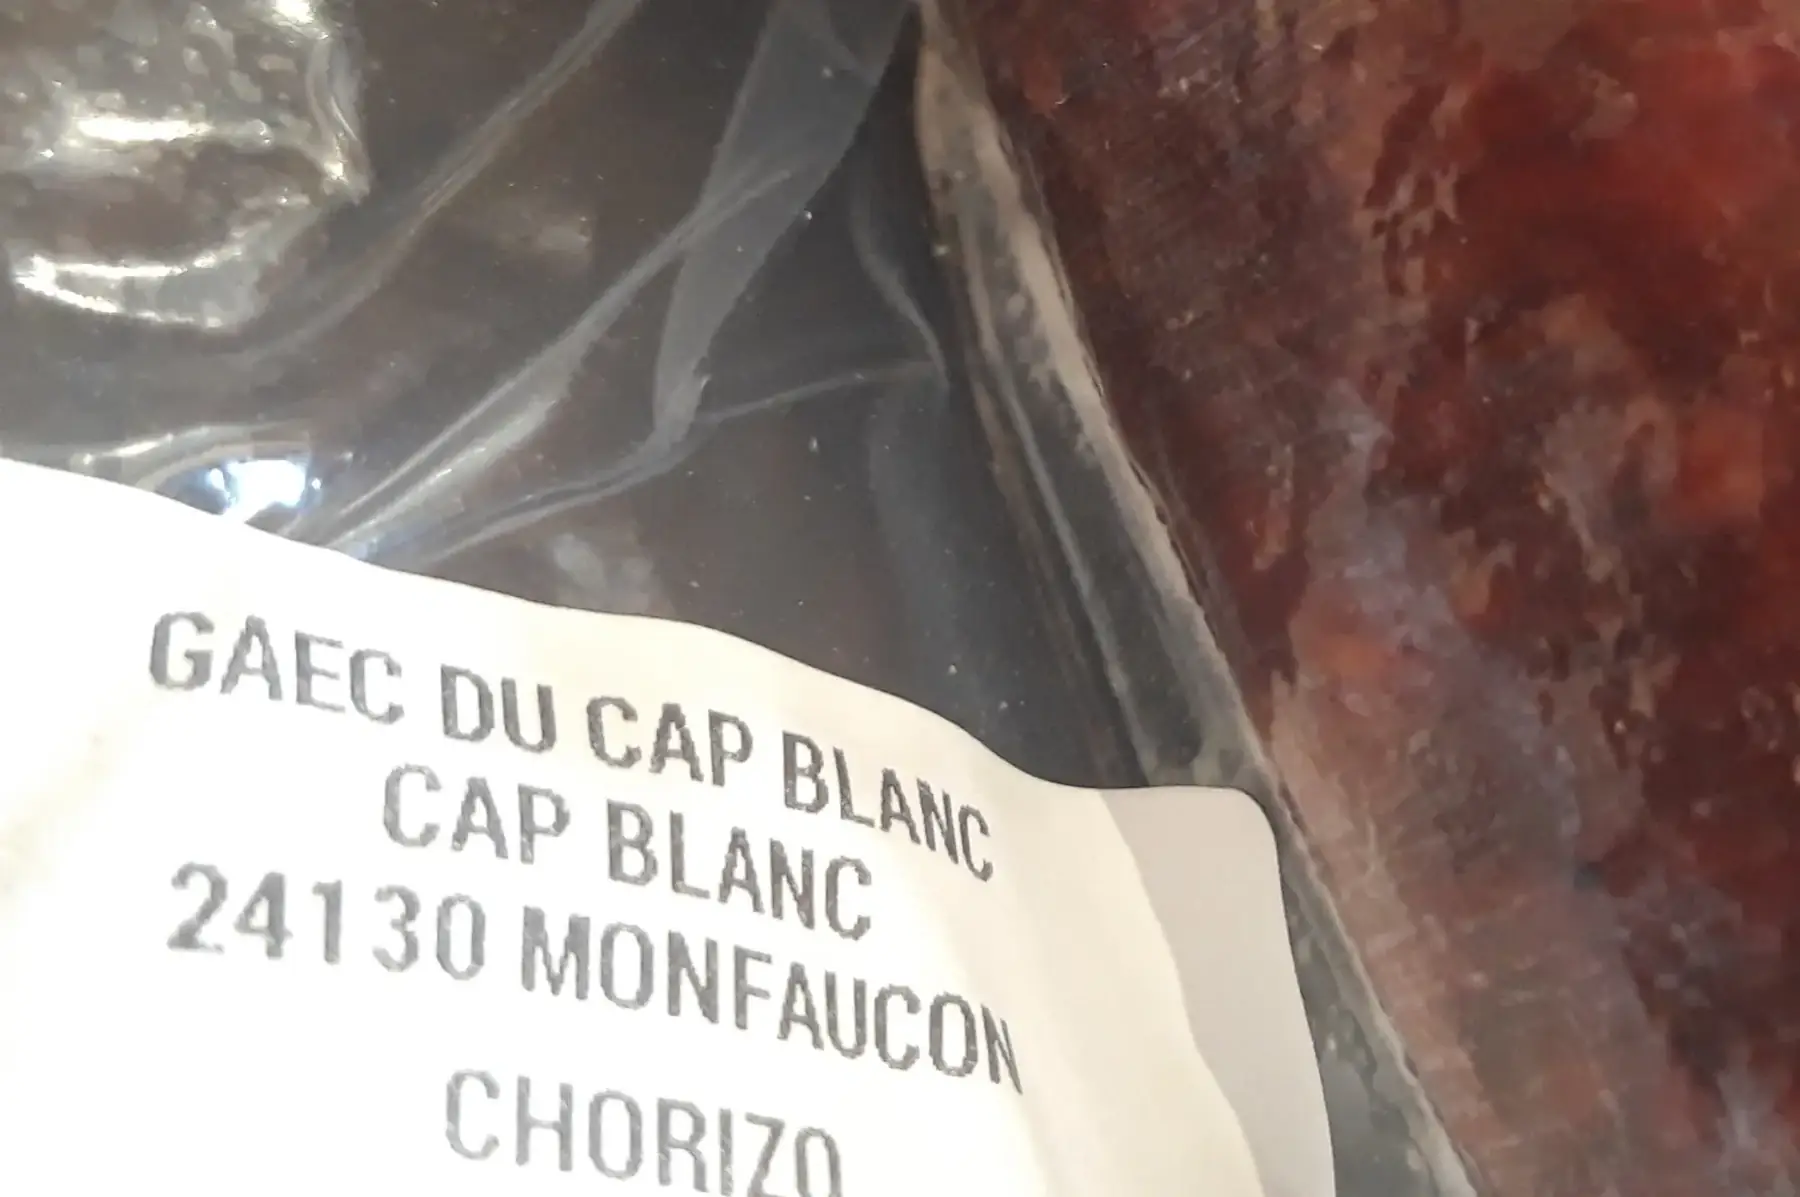 GAEC DU CAP BLANC
CAP BLANC
24130 MONFAUCON
CHORIZO